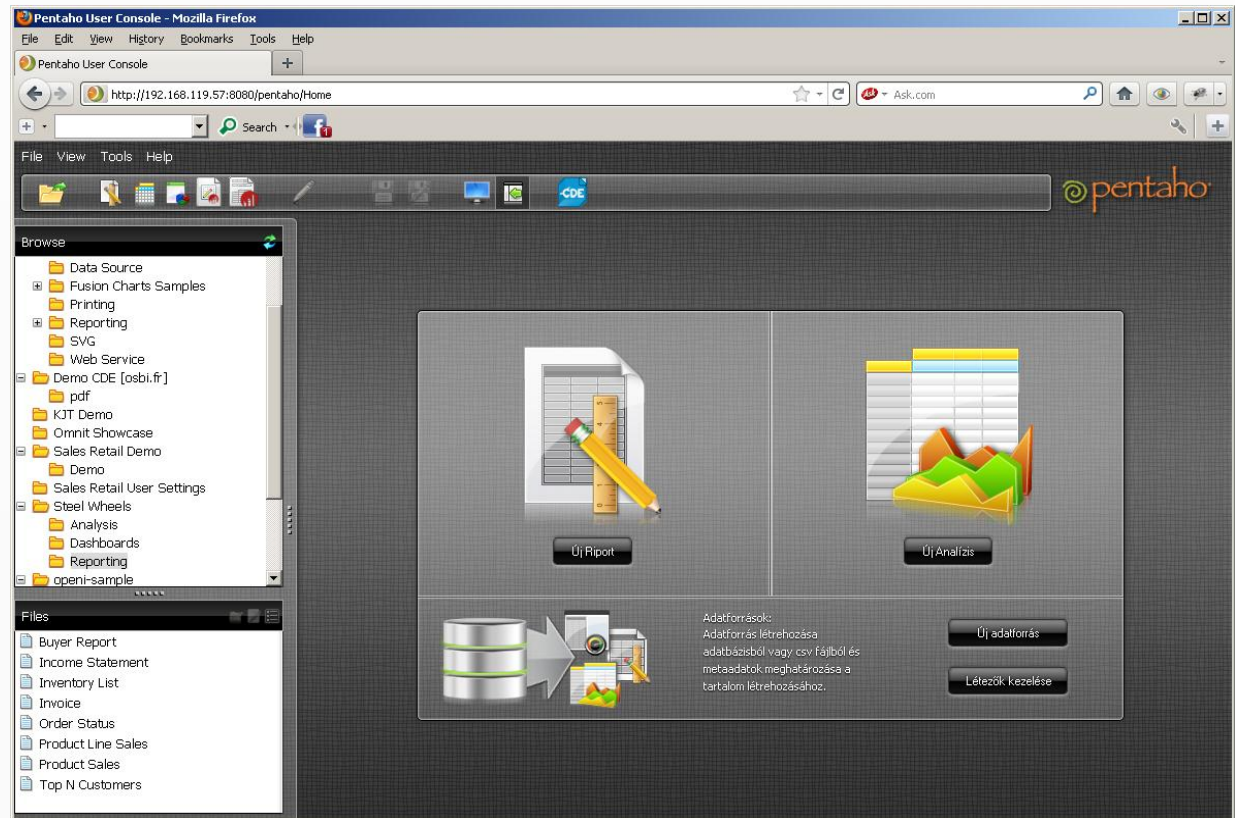 Pentaho User Console - Mozilla Firefox
File Edit View History Bookmarks Tools Help
Pentaho User Console
http://192.168.119.57:8080/pentaho/Home
Ask.com
Search
1
File View Tools Help
CDE
pentaho
Browse
Data Source
Fusion Charts Samples
Printing
Reporting
SVG
Web Service
Demo CDE [osbi.fr]
pdf
KJT Demo
Omnit Showcase
Sales Retail Demo
Demo
Sales Retail User Settings
Steel Wheels
Analysis
Dashboards
Reporting
openi-sample
Files
Buyer Report
Income Statement
Inventory List
Invoice
Order Status
Product Line Sales
Product Sales
Top N Customers
Új Riport
Új Analízis
Adatforrások:
Adatforrás létrehozása
adatbázisból vagy csv fájlból és
metaadatok meghatározása a
tartalom létrehozásához.
Új adatforrás
Létezők kezelése